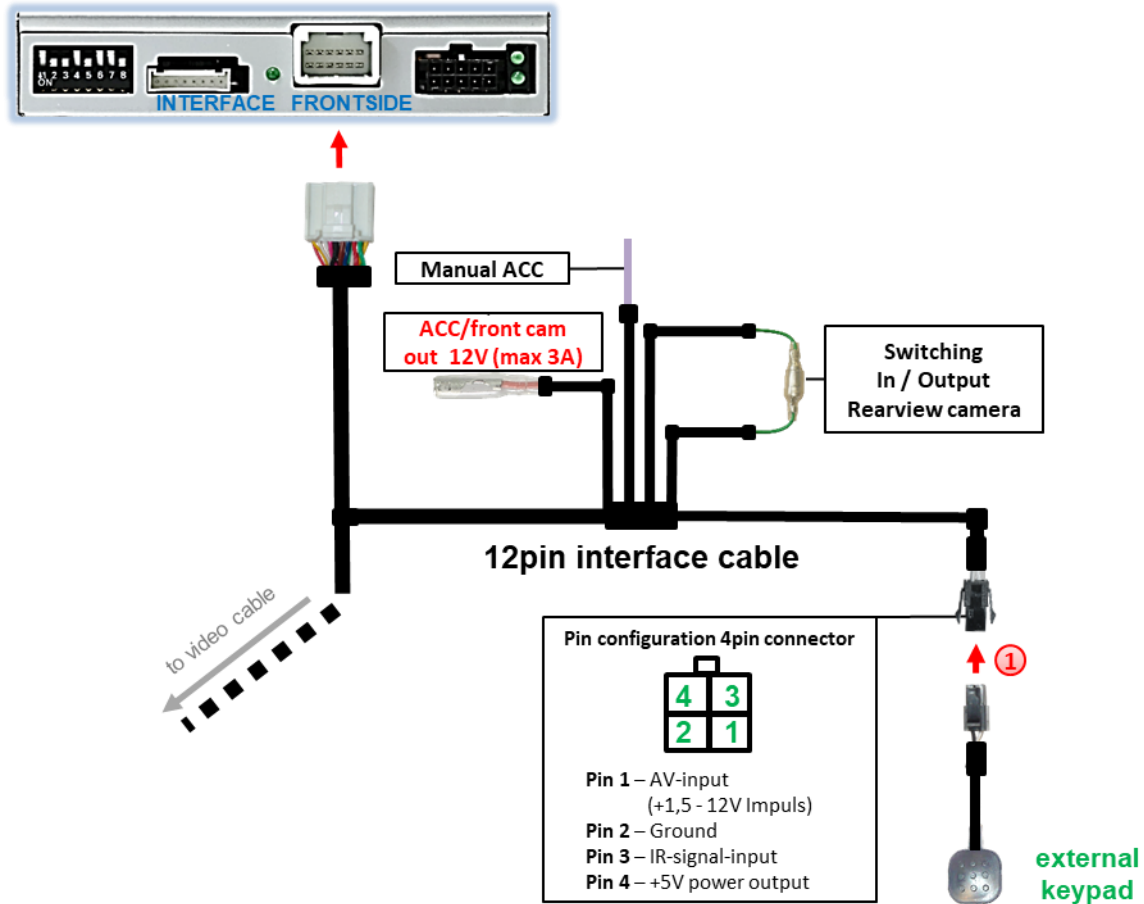 1 2 3 4 5 6 7 8
ON
INTERFACE FRONTSIDE
Manual ACC
ACC/front cam
out 12V (max 3A)
Switching
In / Output
Rearview camera
12pin interface cable
to video cable
Pin configuration 4pin connector
4 3
2 1
Pin 1 – AV-input
(+1,5 - 12V Impuls)
Pin 2 – Ground
Pin 3 – IR-signal-input
Pin 4 – +5V power output
1
external
keypad